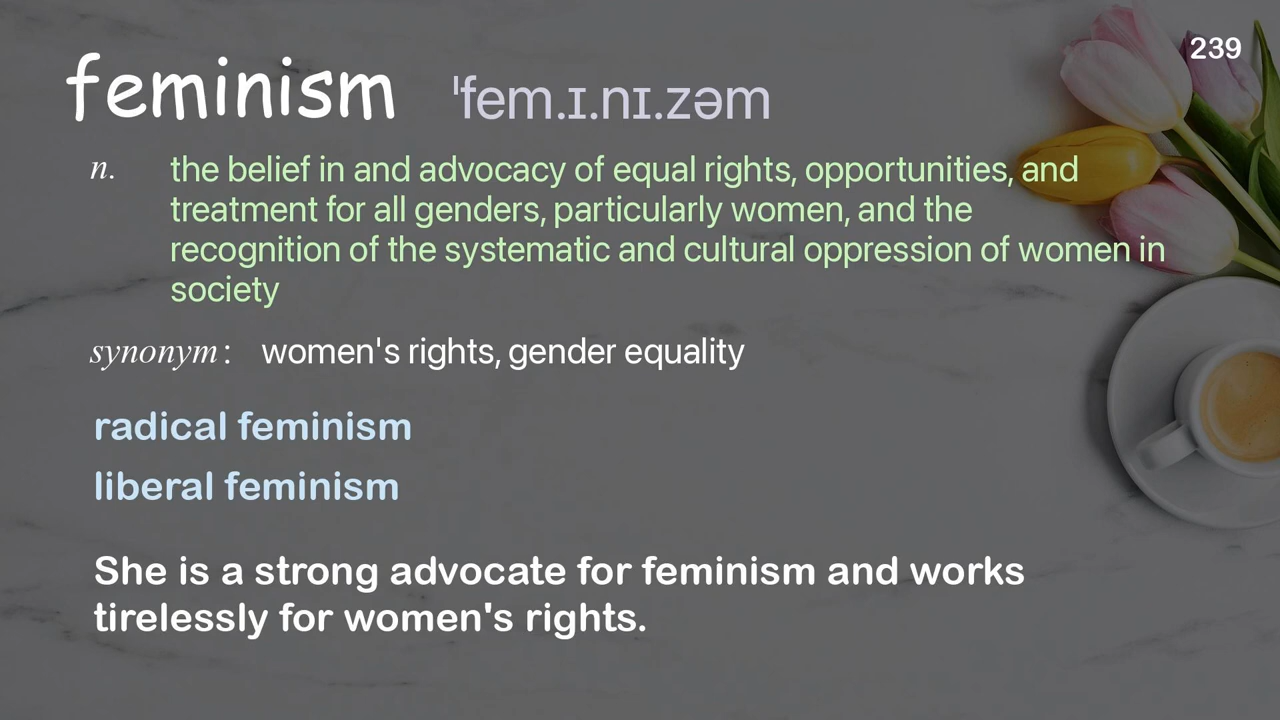 239
feminism ˈfem.ɪ.nɪ.zəm
n. the belief in and advocacy of equal rights, opportunities, and
treatment for all genders, particularly women, and the
recognition of the systematic and cultural oppression of women in
society
synonym: women's rights, gender equality
radical feminism
liberal feminism
She is a strong advocate for feminism and works
tirelessly for women's rights.